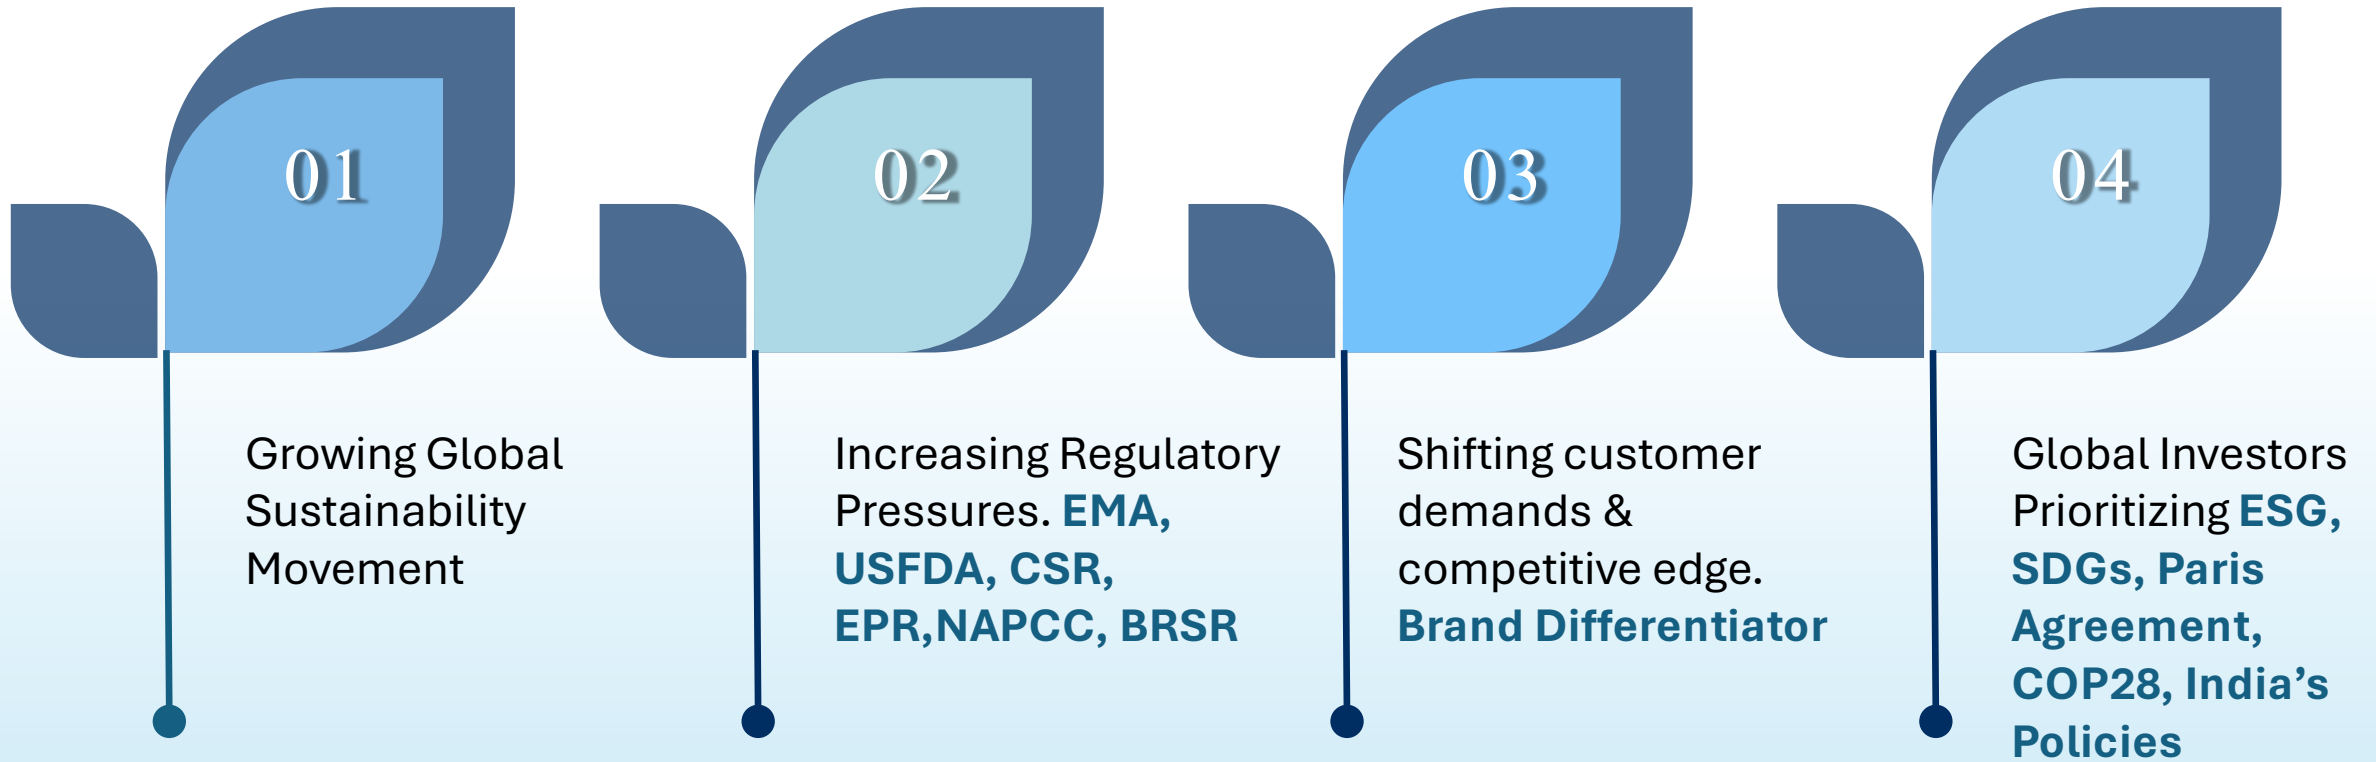 01
Growing Global
Sustainability
Movement
02
Increasing Regulatory
Pressures. EMA,
USFDA, CSR,
EPR,NAPCC, BRSR
03
Shifting customer
demands &
competitive edge.
Brand Differentiator
04
Global Investors
Prioritizing ESG,
SDGs, Paris
Agreement,
COP28, India’s
Policies